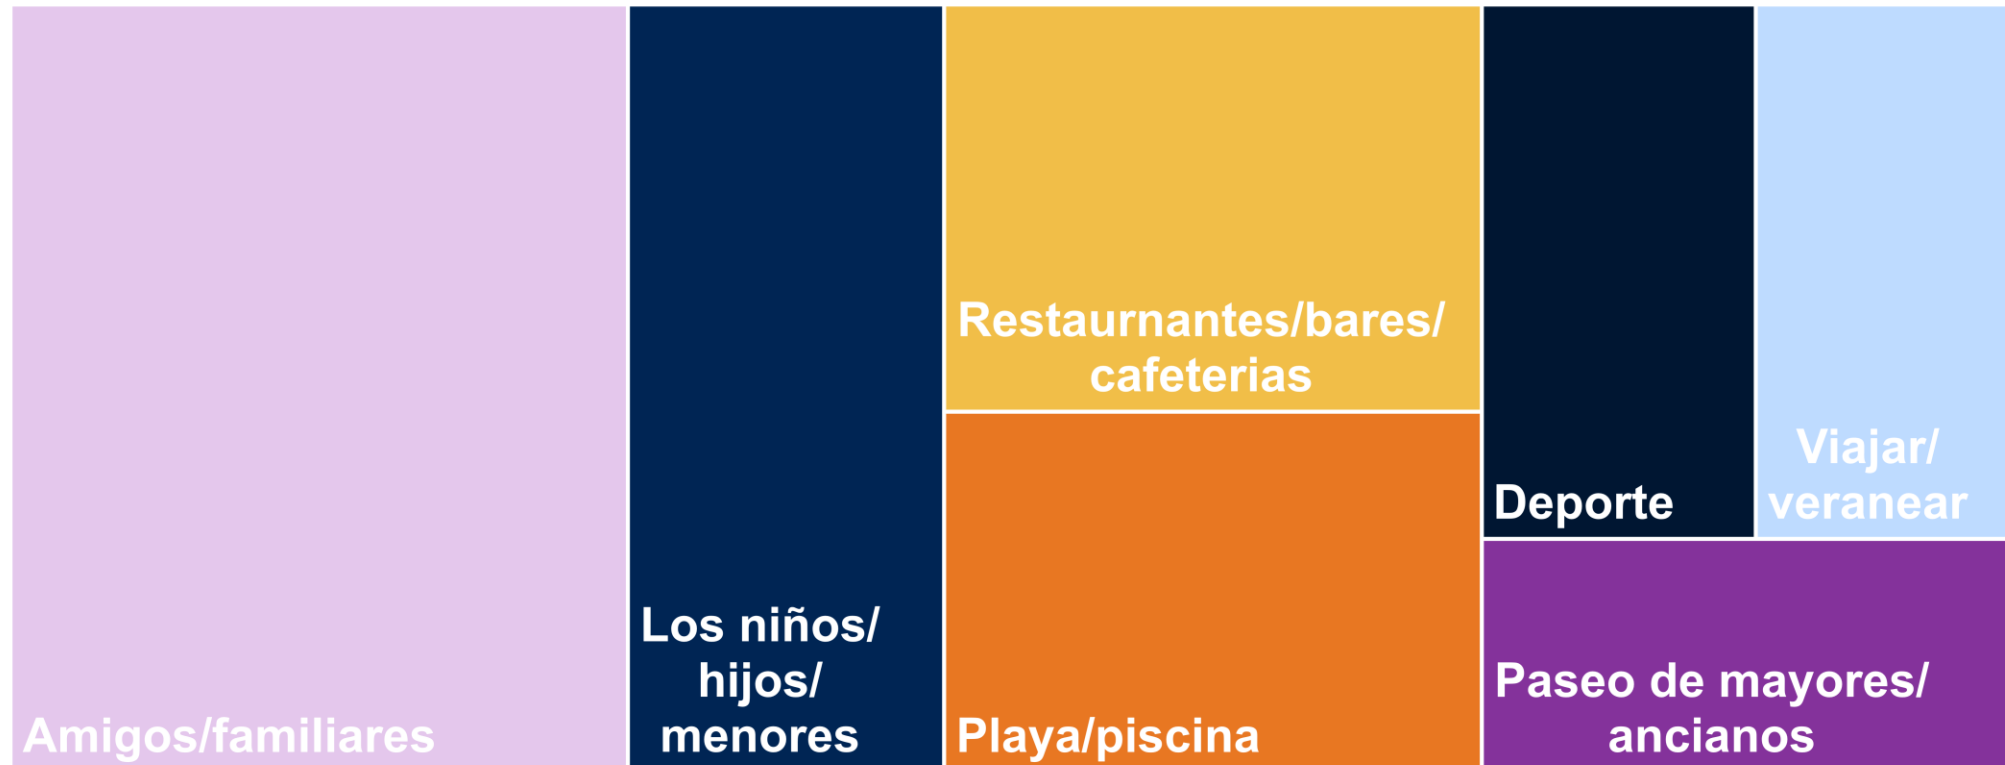 Amigos/familiares
Los niños/
hijos/
menores
Restaurnantes/bares/
cafeterias
Playa/piscina
Deporte
Viajar/
veranear
Paseo de mayores/
ancianos